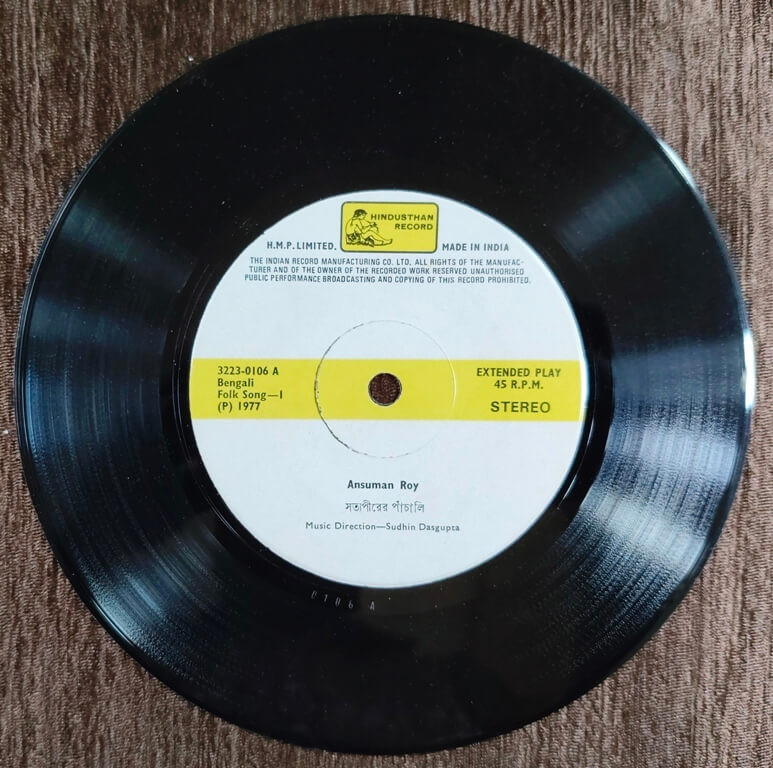 HINDUSTHAN
RECORD
H.M.P. LIMITED. MADE IN INDIA
THE INDIAN RECORD MANUFACTURING CO. LTD. ALL RIGHTS OF THE MANUFAC-
TURER AND OF THE OWNER OF THE RECORDED WORK RESERVED UNAUTHORISED
PUBLIC PERFORMANCE BROADCASTING AND COPYING OF THIS RECORD PROHIBITED.
3223-0106 A
Bengali
Folk Song—I
(P) 1977
EXTENDED PLAY
45 R.P.M.
STEREO
Ansuman Roy
সত্যপীরের পাঁচালি
Music Direction—Sudhin Dasgupta
0106 A